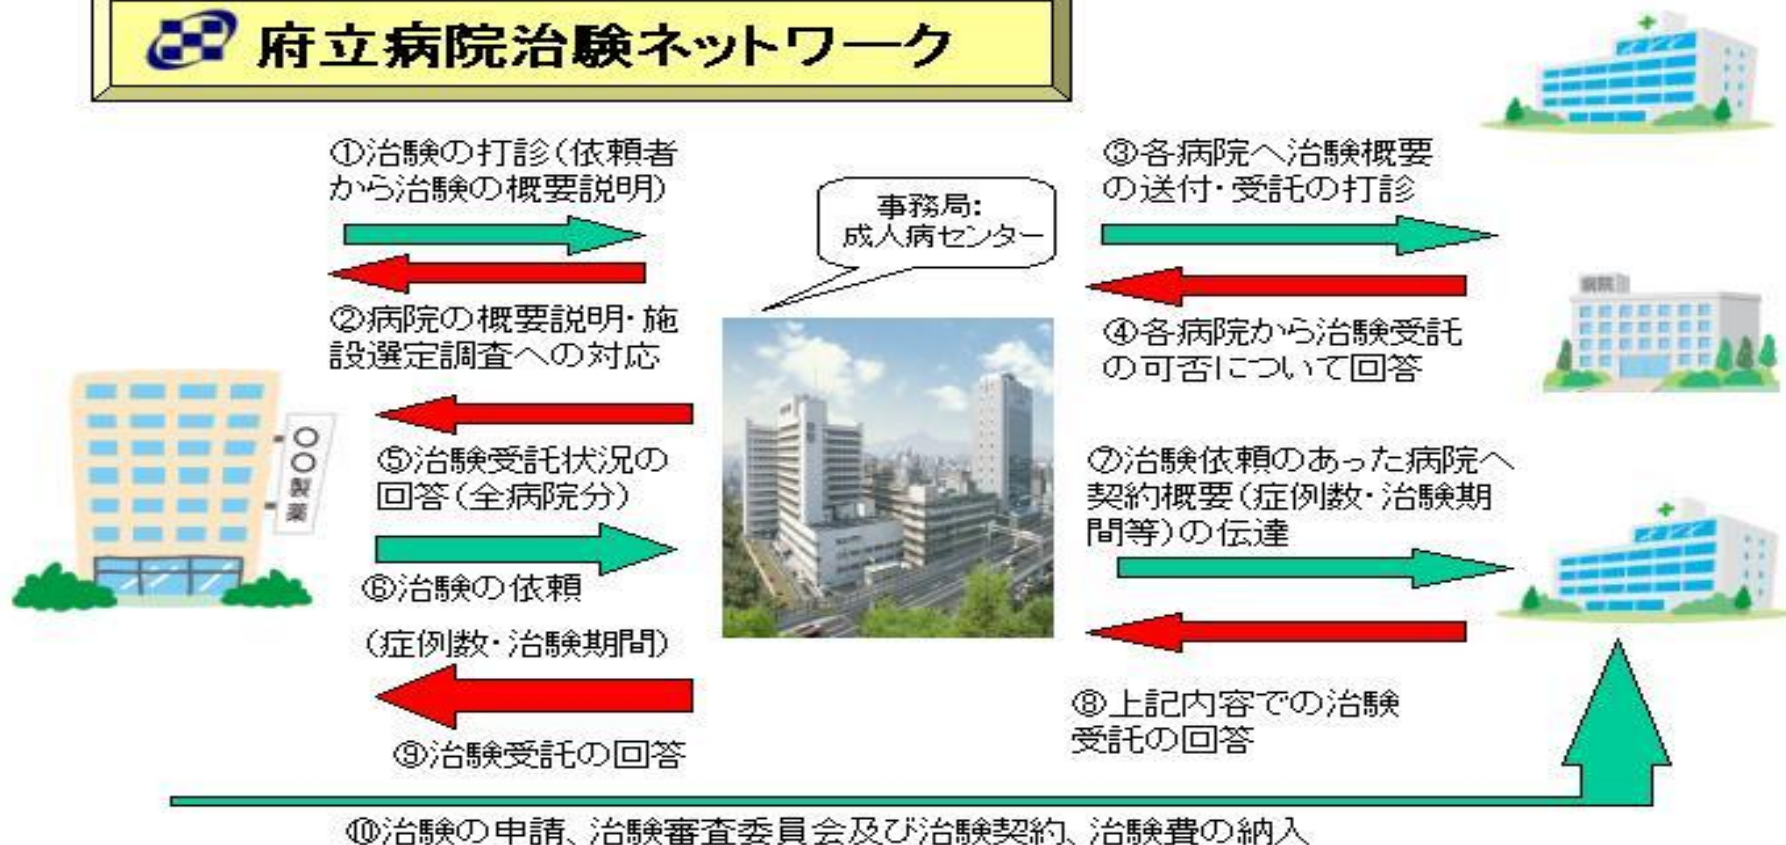 府立病院治験ネットワーク
①治験の打診(依頼者
から治験の概要説明)
②病院の概要説明・施
設選定調査への対応
事務局:
成人病センター
③各病院へ治験概要
の送付・受託の打診
④各病院から治験受託
の可否について回答
病院
〇〇製薬
⑤治験受託状況の
回答(全病院分)
⑥治験の依頼
(症例数・治験期間)
⑦治験依頼のあった病院へ
契約概要(症例数・治験期
間等)の伝達
⑧上記内容での治験
受託の回答
⑨治験受託の回答
⑩治験の申請、治験審査委員会及び治験契約、治験費の納入